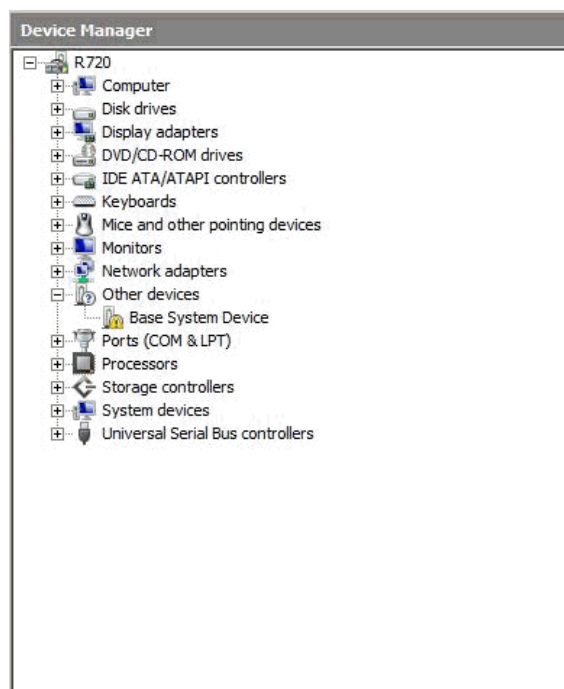 Device Manager
R720
Computer
Disk drives
Display adapters
DVD/CD-ROM drives
IDE ATA/ATAPI controllers
Keyboards
Mice and other pointing devices
Monitors
Network adapters
Other devices
Base System Device
Ports (COM & LPT)
Processors
Storage controllers
System devices
Universal Serial Bus controllers